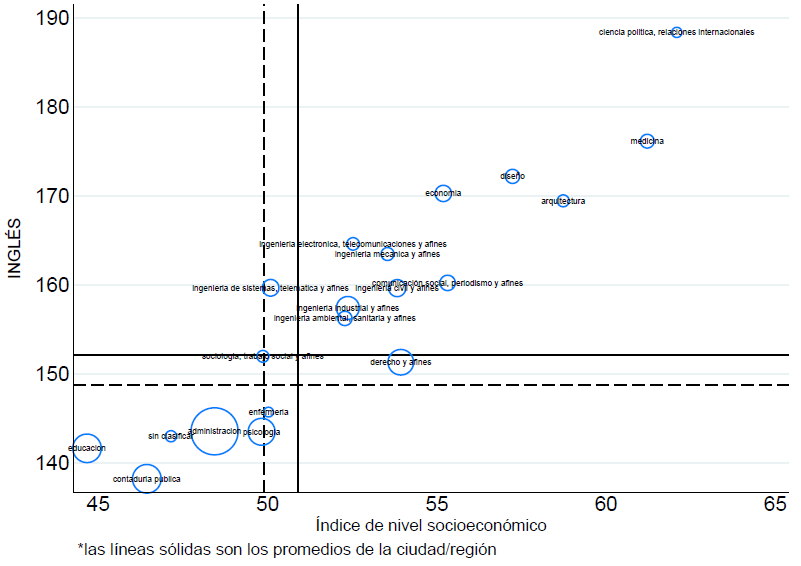 190
ciencia politica, relaciones internacionales
180
medicina
diseño
170
economia
arquitectura
ingenieria electronica, telecomunicaciones y afines
ingenieria mecanica y afines
INGLÉS
160
comunicación social, periodismo y afines
ingenieria de sistemas, telematica y afines
ingenieria civil y afines
ingenieria industrial y afines
ingenieria ambiental, sanitaria y afines
sociologia, trabajo social y afines
derecho y afines
150
enfermeria
sin clasificar
administracion
psicologia
educacion
140
contaduria publica
45 50 55 60 65
Índice de nivel socioeconómico
*las líneas sólidas son los promedios de la ciudad/región